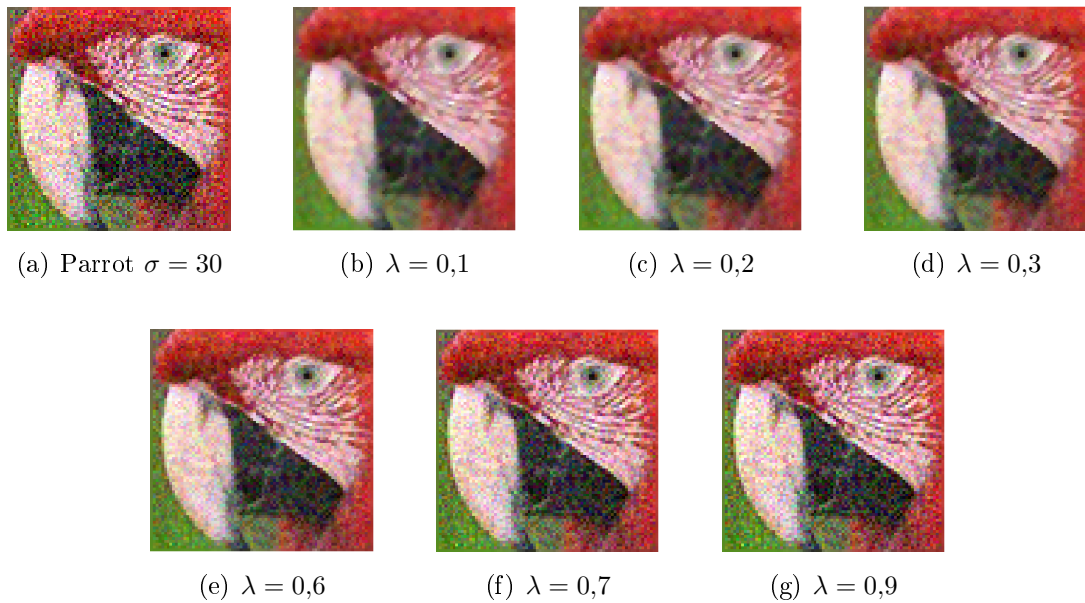 (a) Parrot σ = 30
(b) λ = 0,1
(c) λ = 0,2
(d) λ = 0,3
(e) λ = 0,6
(f) λ = 0,7
(g) λ = 0,9